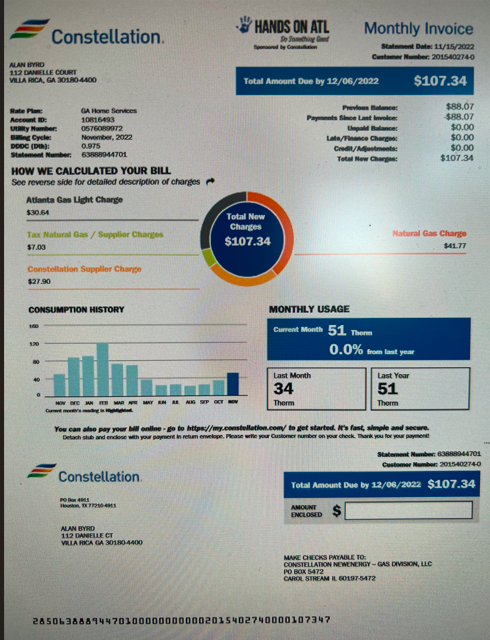 Constellation.
HANDS ON ATL
Do Something Good
Sponsored by Constellation
Monthly Invoice
Statement Date: 11/15/2022
Customer Number: 201540274-0
ALAN BYRD
112 DANIELLE COURT
VILLA RICA, GA 30180-4400
Total Amount Due by 12/06/2022 $107.34
Rate Plan: GA Home Services
Account ID: 10816493
Utility Number: 0576089972
Billing Cycle: November, 2022
DDDC (Dth): 0.975
Statement Number: 63888944701
Previous Balance: $88.07
Payments Since Last Invoice: -$88.07
Unpaid Balance: $0.00
Late/Finance Charges: $0.00
Credit/Adjustments: $0.00
Total New Charges: $107.34
HOW WE CALCULATED YOUR BILL
See reverse side for detailed description of charges
Atlanta Gas Light Charge
$30.64
Tax Natural Gas / Supplier Charges
$7.03
Constellation Supplier Charge
$27.90
Total New
Charges
$107.34
Natural Gas Charge
$41.77
CONSUMPTION HISTORY
160
120
80
40
0
NOV DEC JAN FEB MAR APR MAY JUN JUL AUG SEP OCT NOV
Current month's reading is Highlighted.
MONTHLY USAGE
Current Month 51 Therm
0.0% from last year
Last Month
34
Therm
Last Year
51
Therm
You can also pay your bill online - go to https://my.constellation.com/ to get started. It's fast, simple and secure.
Detach stub and enclose with your payment in return envelope. Please write your Customer number on your check. Thank you for your payment!
Statement Number: 63888944701
Customer Number: 201540274-0
Constellation.
Total Amount Due by 12/06/2022 $107.34
PO Box 4911
Houston, TX 77210-4911
AMOUNT
ENCLOSED $
ALAN BYRD
112 DANIELLE CT
VILLA RICA GA 30180-4400
MAKE CHECKS PAYABLE TO:
CONSTELLATION NEWENERGY – GAS DIVISION, LLC
PO BOX 5472
CAROL STREAM IL 60197-5472
2850638889447010000000000002015402740000107347